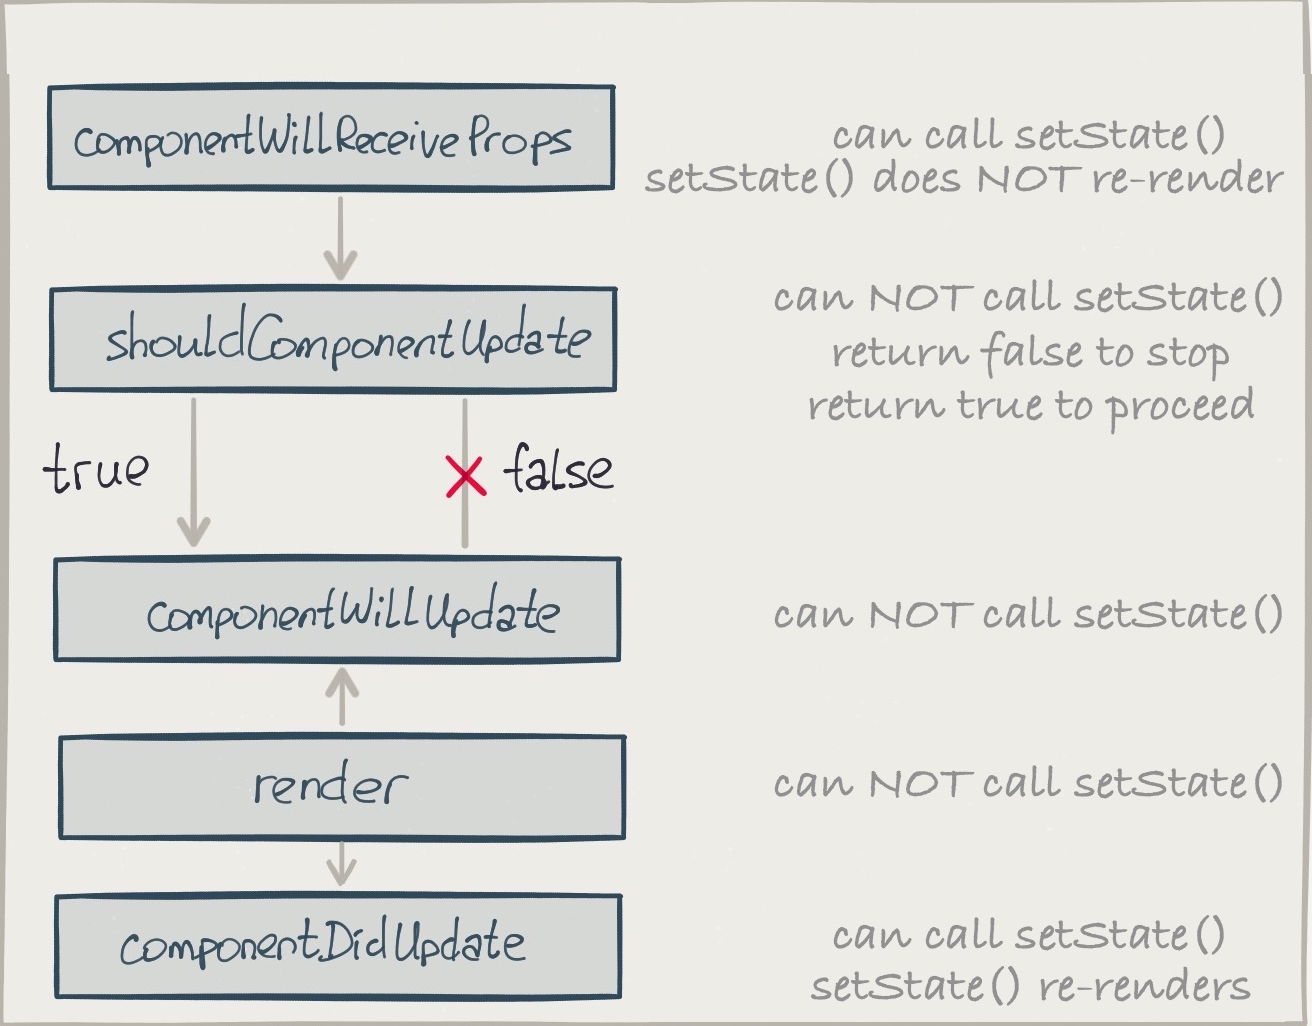 componentWillReceiveProps
can call setState()
setState() does NOT re-render
shouldComponentUpdate
can NOT call setState()
return false to stop
return true to proceed
true
false
componentWillUpdate
can NOT call setState()
render
can NOT call setState()
componentDidUpdate
can call setState()
setState() re-renders